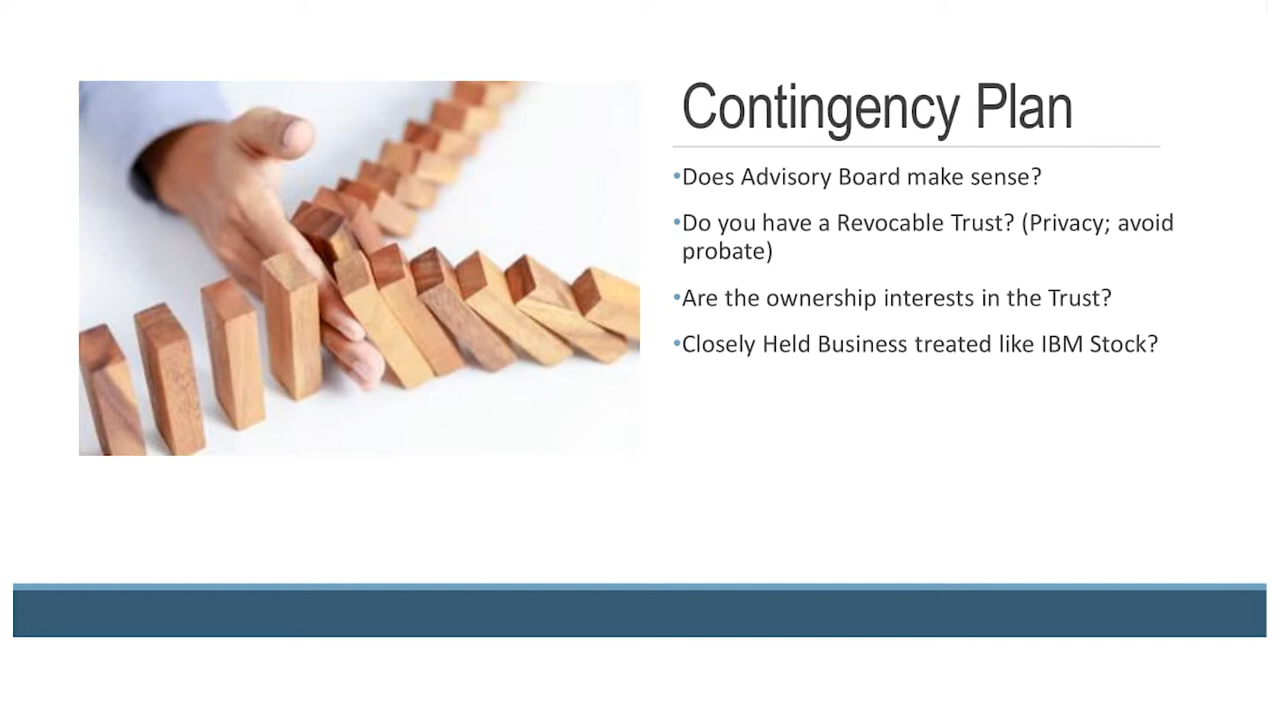 Contingency Plan
•Does Advisory Board make sense?
•Do you have a Revocable Trust? (Privacy; avoid
probate)
•Are the ownership interests in the Trust?
•Closely Held Business treated like IBM Stock?